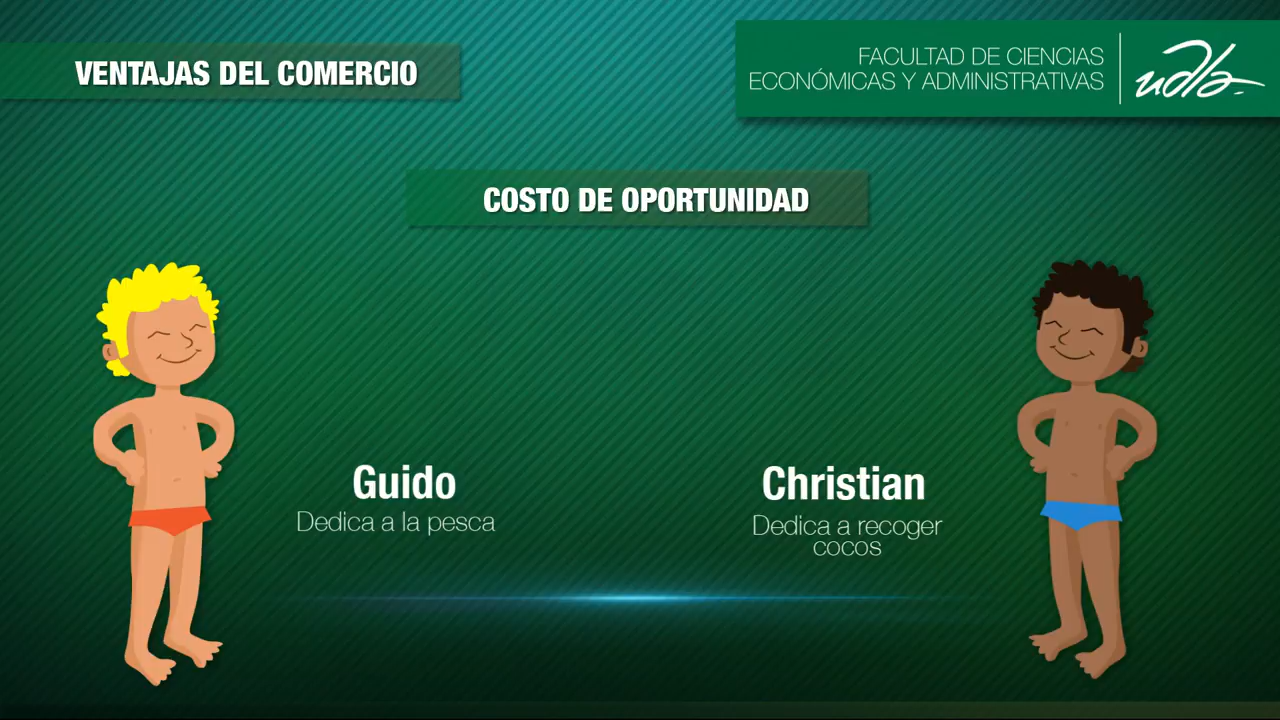 VENTAJAS DEL COMERCIO
FACULTAD DE CIENCIAS
ECONÓMICAS Y ADMINISTRATIVAS
udla.
COSTO DE OPORTUNIDAD
Guido
Dedica a la pesca
Christian
Dedica a recoger
cocos